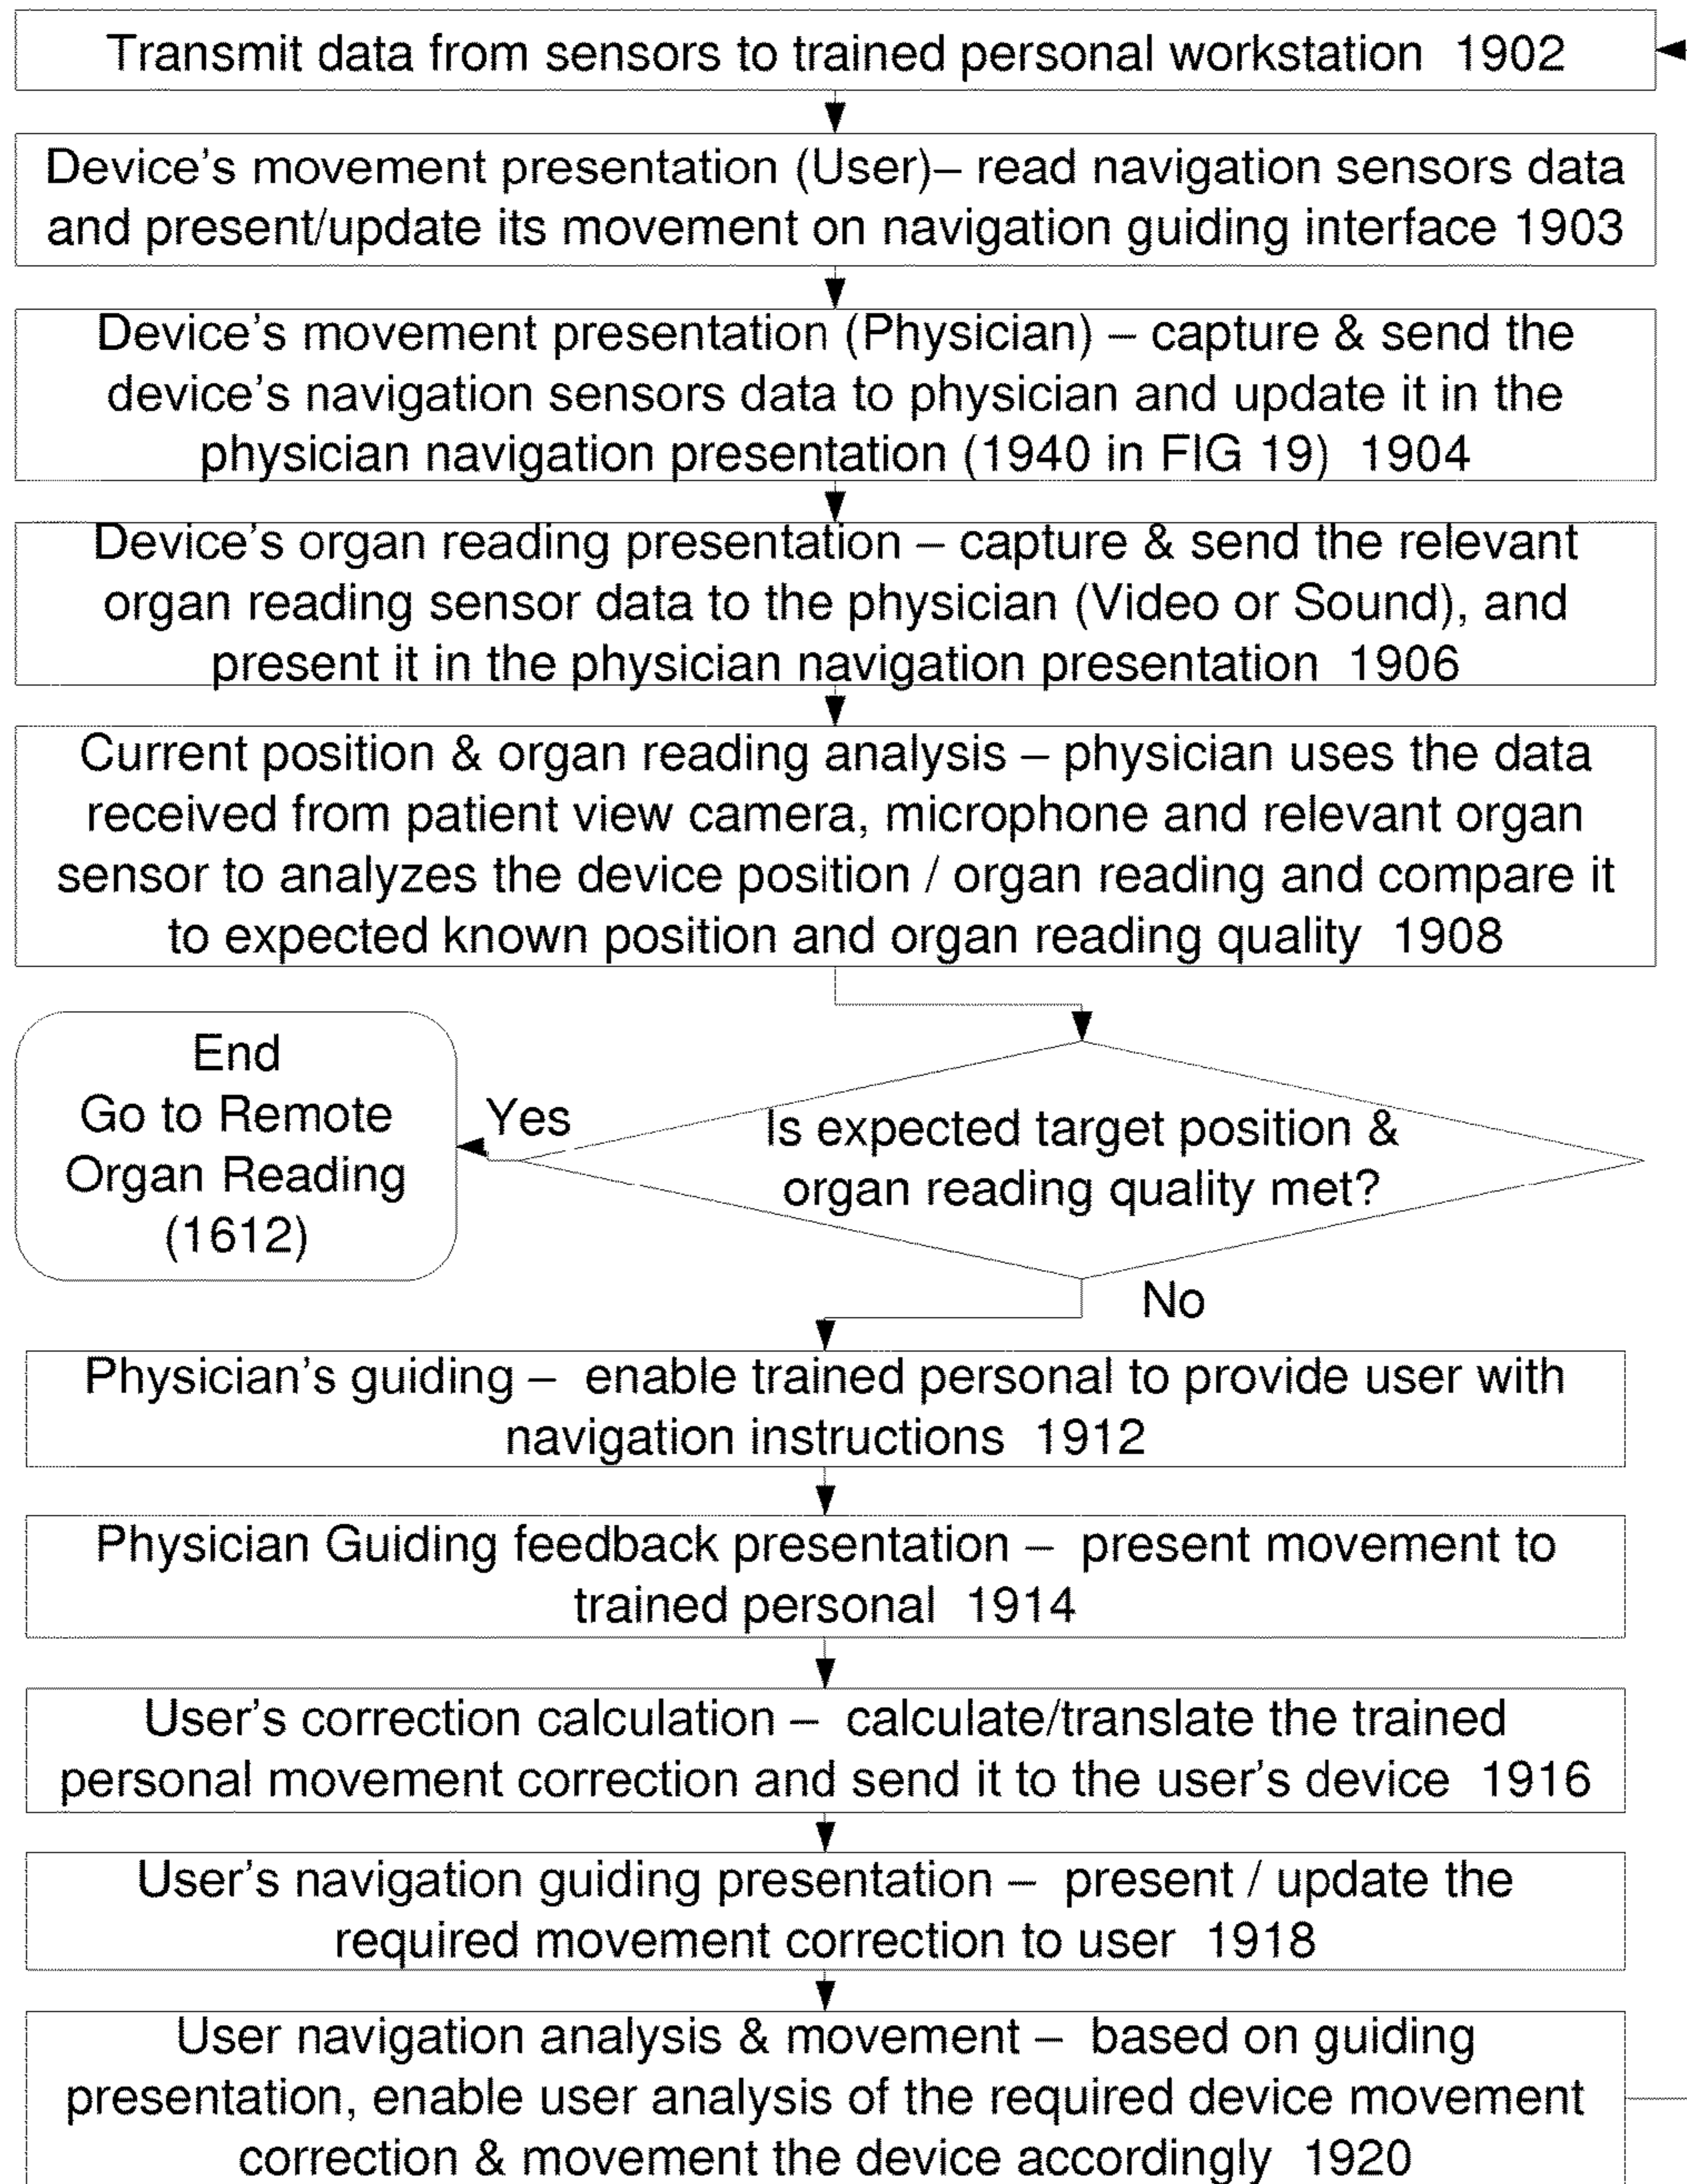 Transmit data from sensors to trained personal workstation 1902
Device's movement presentation (User)– read navigation sensors data
and present/update its movement on navigation guiding interface 1903
Device's movement presentation (Physician) – capture & send the
device's navigation sensors data to physician and update it in the
physician navigation presentation (1940 in FIG 19) 1904
Device's organ reading presentation – capture & send the relevant
organ reading sensor data to the physician (Video or Sound), and
present it in the physician navigation presentation 1906
Current position & organ reading analysis – physician uses the data
received from patient view camera, microphone and relevant organ
sensor to analyzes the device position / organ reading and compare it
to expected known position and organ reading quality 1908
End
Go to Remote
Organ Reading
(1612)
Yes
Is expected target position &
organ reading quality met?
No
Physician's guiding – enable trained personal to provide user with
navigation instructions 1912
Physician Guiding feedback presentation – present movement to
trained personal 1914
User's correction calculation – calculate/translate the trained
personal movement correction and send it to the user's device 1916
User's navigation guiding presentation – present / update the
required movement correction to user 1918
User navigation analysis & movement – based on guiding
presentation, enable user analysis of the required device movement
correction & movement the device accordingly 1920